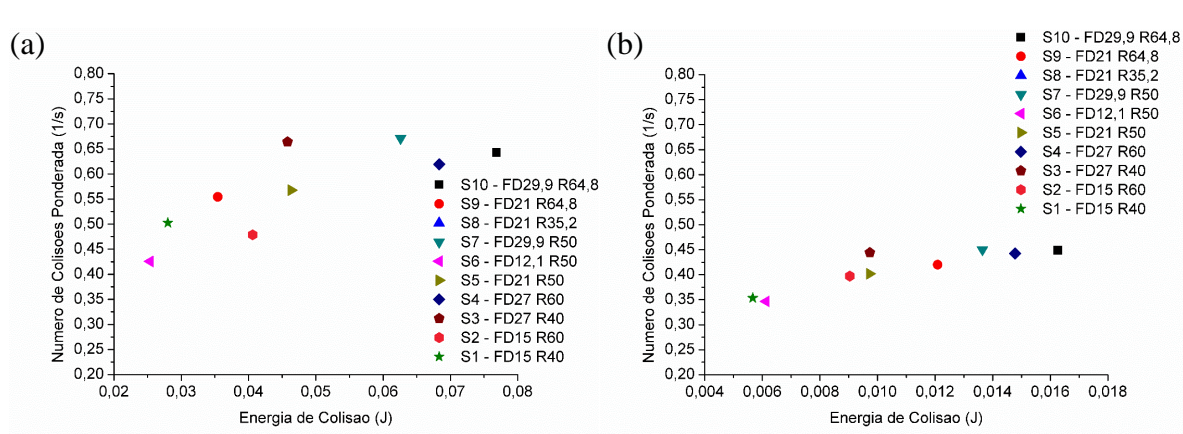 (a)
0,80
0,75
0,70
0,65
0,60
0,55
0,50
0,45
0,40
0,35
0,30
0,25
0,20
Numero de Colisoes Ponderada (1/s)
S10 - FD29,9 R64,8
S9 - FD21 R64,8
S8 - FD21 R35,2
S7 - FD29,9 R50
S6 - FD12,1 R50
S5 - FD21 R50
S4 - FD27 R60
S3 - FD27 R40
S2 - FD15 R60
S1 - FD15 R40
0,02 0,03 0,04 0,05 0,06 0,07 0,08
Energia de Colisao (J)
(b)
S10 - FD29,9 R64,8
S9 - FD21 R64,8
S8 - FD21 R35,2
S7 - FD29,9 R50
S6 - FD12,1 R50
S5 - FD21 R50
S4 - FD27 R60
S3 - FD27 R40
S2 - FD15 R60
S1 - FD15 R40
0,80
0,75
0,70
0,65
0,60
0,55
0,50
0,45
0,40
0,35
0,30
0,25
0,20
Numero de Colisoes Ponderada (1/s)
0,004 0,006 0,008 0,010 0,012 0,014 0,016 0,018
Energia de Colisao (J)